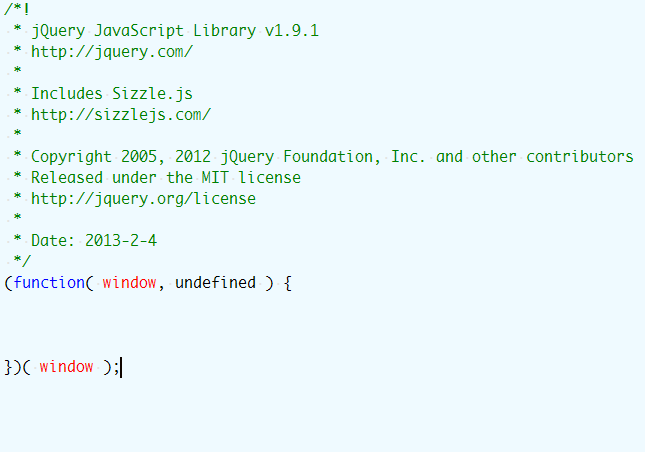 /*!
 * jQuery JavaScript Library v1.9.1
 * http://jquery.com/
 *
 * Includes Sizzle.js
 * http://sizzlejs.com/
 *
 * Copyright 2005, 2012 jQuery Foundation, Inc. and other contributors
 * Released under the MIT license
 * http://jquery.org/license
 *
 * Date: 2013-2-4
 */
(function( window, undefined ) {
})( window );